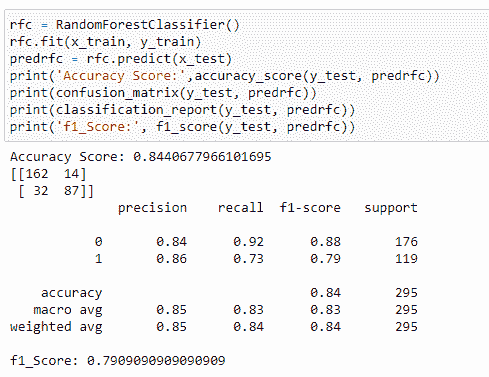 rfc = RandomForestClassifier()
rfc.fit(x_train, y_train)
predrfc = rfc.predict(x_test)
print('Accuracy Score:',accuracy_score(y_test, predrfc))
print(confusion_matrix(y_test, predrfc))
print(classification_report(y_test, predrfc))
print('f1_Score:', f1_score(y_test, predrfc))
Accuracy Score: 0.8440677966101695
[[162  14]
 [ 32  87]]
              precision    recall  f1-score   support
           0       0.84      0.92      0.88       176
           1       0.86      0.73      0.79       119
    accuracy                           0.84       295
   macro avg       0.85      0.83      0.83       295
weighted avg       0.85      0.84      0.84       295
f1_Score: 0.7909090909090909